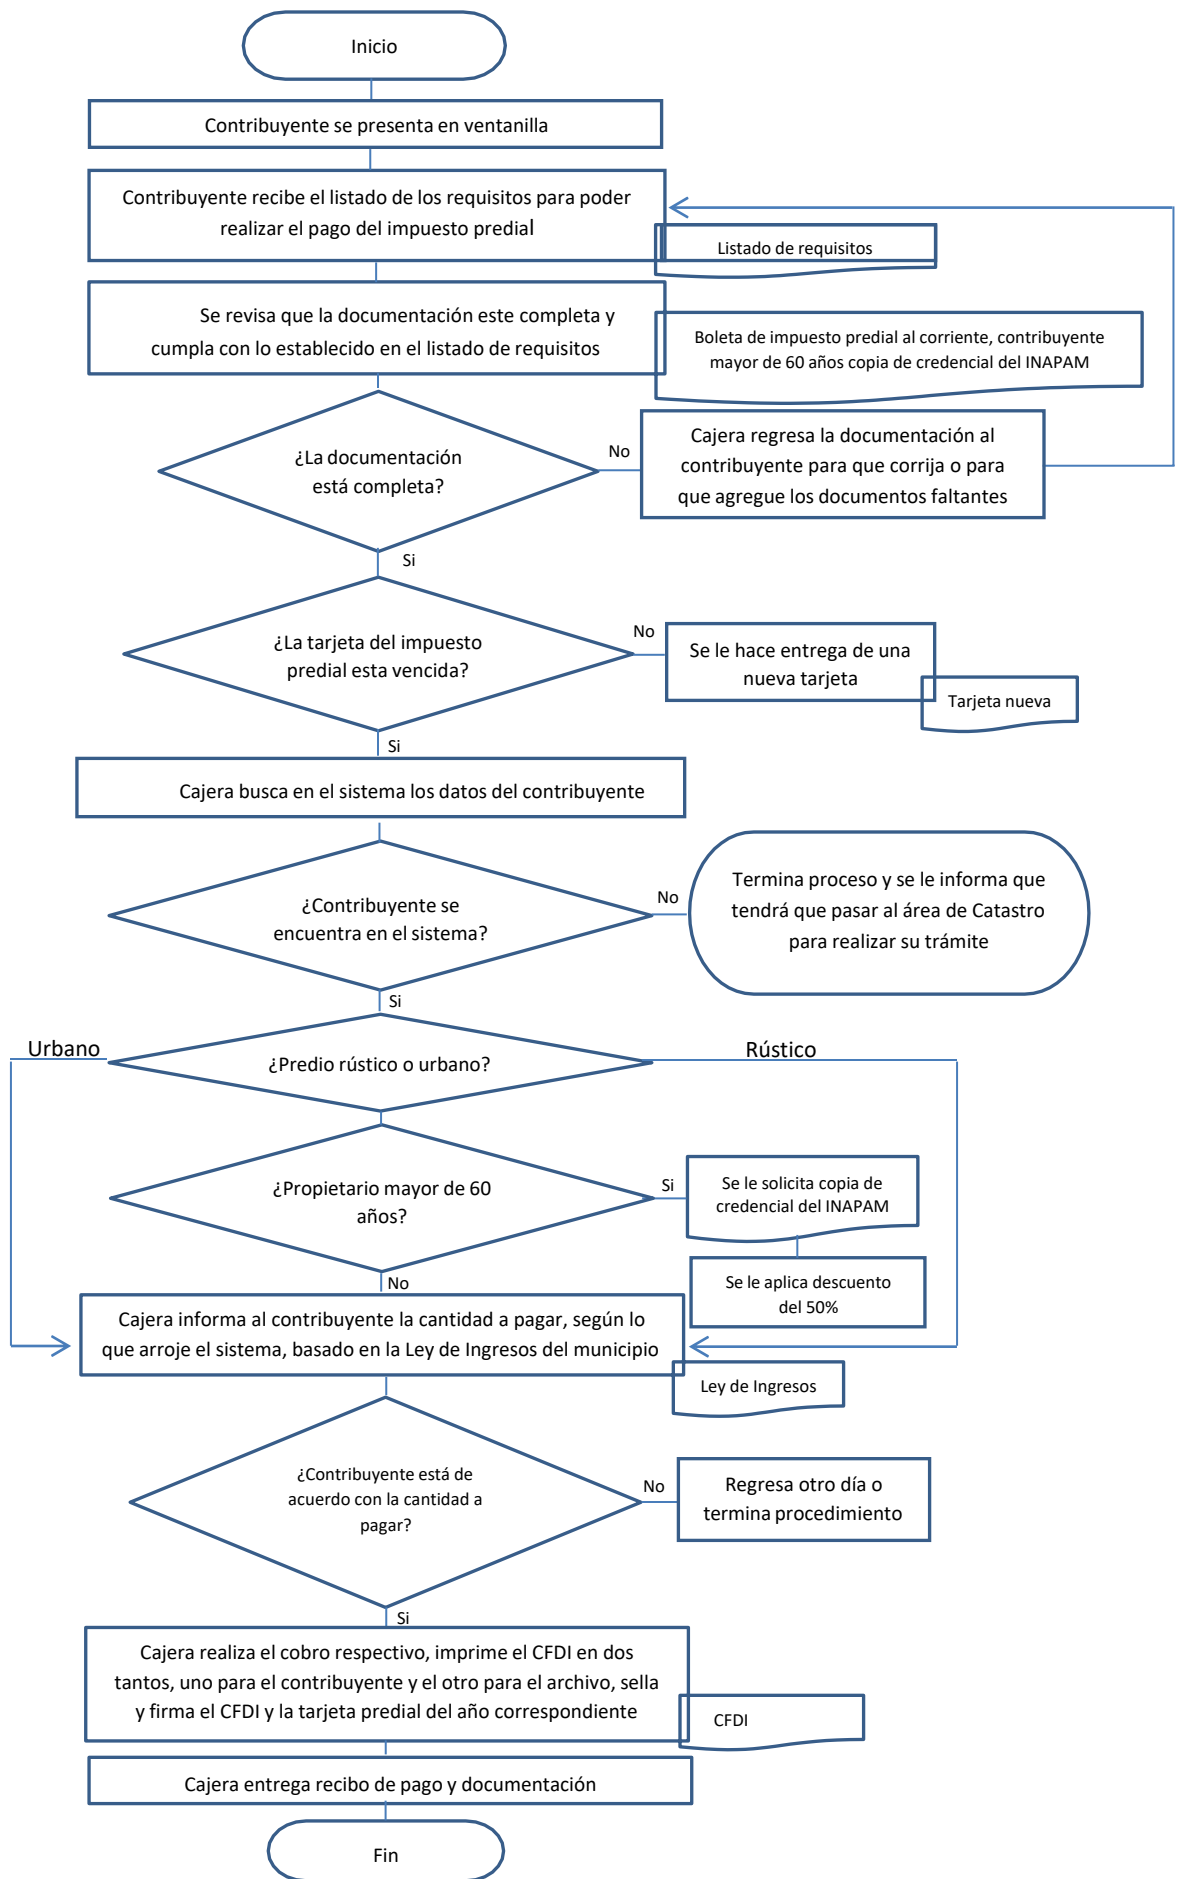 Inicio
Contribuyente se presenta en ventanilla
Contribuyente recibe el listado de los requisitos para poder
realizar el pago del impuesto predial
Listado de requisitos
Se revisa que la documentación este completa y
cumpla con lo establecido en el listado de requisitos
Boleta de impuesto predial al corriente, contribuyente
mayor de 60 años copia de credencial del INAPAM
¿La documentación
está completa?
No
Cajera regresa la documentación al
contribuyente para que corrija o para
que agregue los documentos faltantes
Si
¿La tarjeta del impuesto
predial esta vencida?
No
Se le hace entrega de una
nueva tarjeta
Tarjeta nueva
Si
Cajera busca en el sistema los datos del contribuyente
¿Contribuyente se
encuentra en el sistema?
No
Termina proceso y se le informa que
tendrá que pasar al área de Catastro
para realizar su trámite
Si
Urbano
¿Predio rústico o urbano?
Rústico
¿Propietario mayor de 60
años?
Si
Se le solicita copia de
credencial del INAPAM
Se le aplica descuento
del 50%
No
Cajera informa al contribuyente la cantidad a pagar, según lo
que arroje el sistema, basado en la Ley de Ingresos del municipio
Ley de Ingresos
¿Contribuyente está de
acuerdo con la cantidad a
pagar?
No
Regresa otro día o
termina procedimiento
Si
Cajera realiza el cobro respectivo, imprime el CFDI en dos
tantos, uno para el contribuyente y el otro para el archivo, sella
y firma el CFDI y la tarjeta predial del año correspondiente
CFDI
Cajera entrega recibo de pago y documentación
Fin